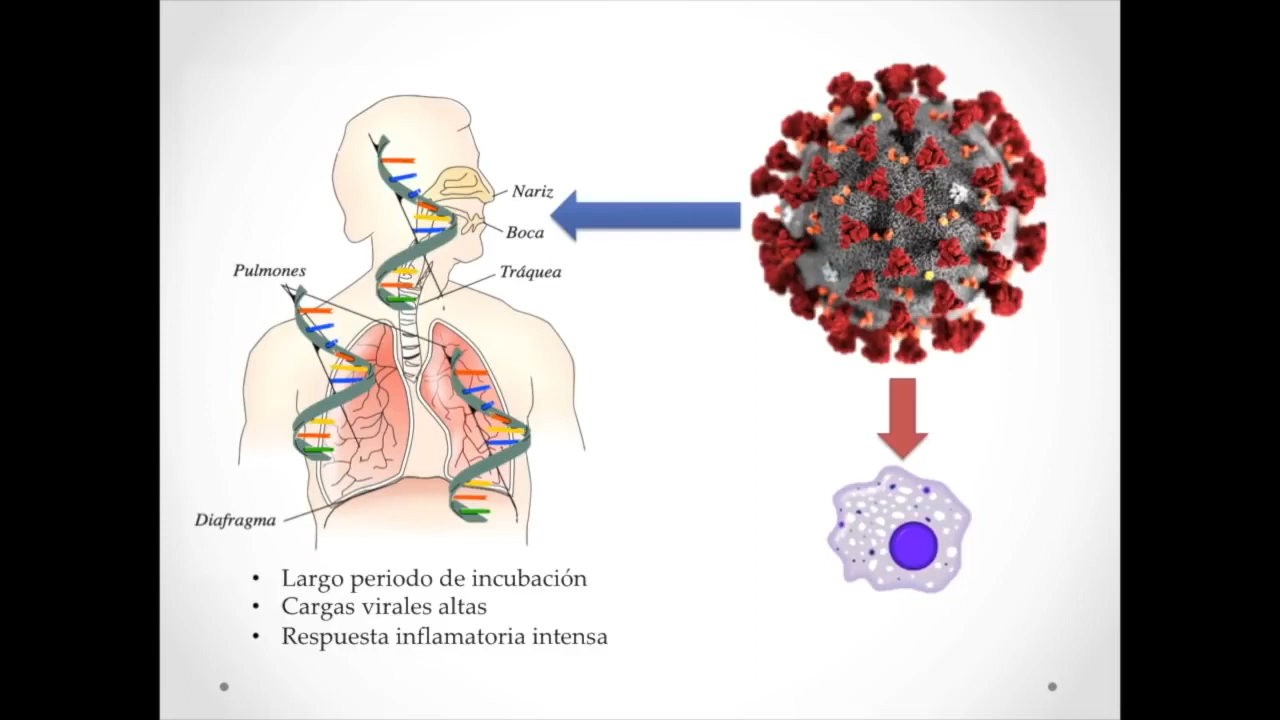 Nariz
Boca
Tráquea
Pulmones
Diafragma
• Largo periodo de incubación
• Cargas virales altas
• Respuesta inflamatoria intensa